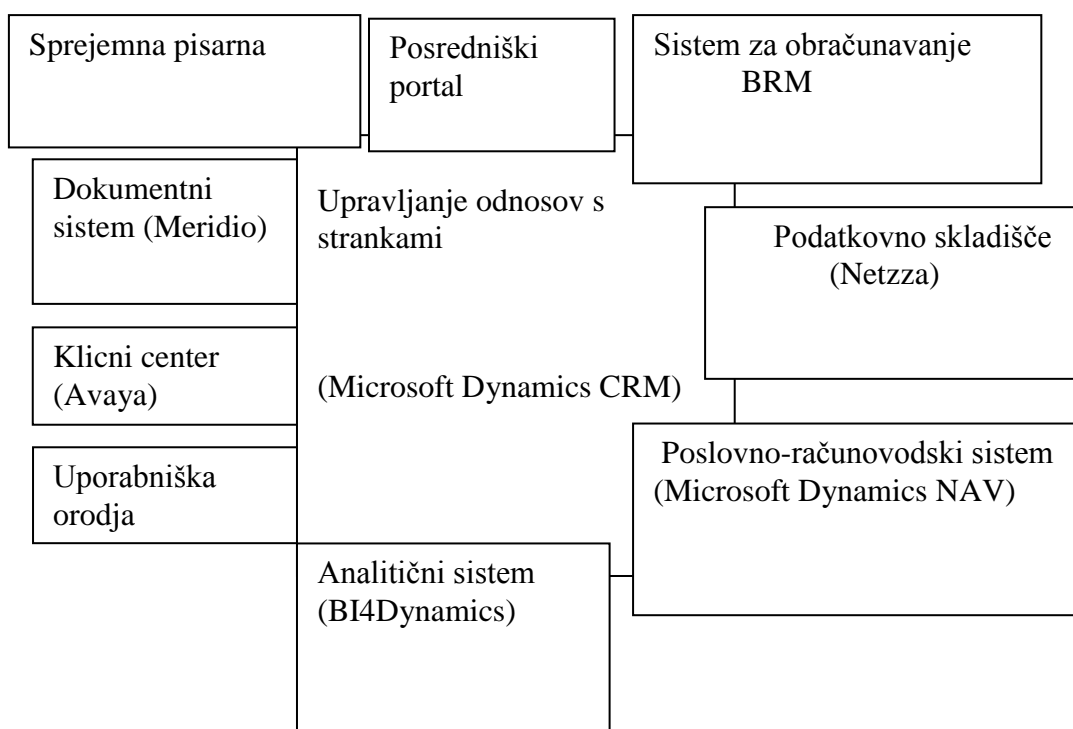 Sprejemna pisarna
Posredniški
portal
Sistem za obračunavanje
BRM
Dokumentni
sistem (Meridio)
Upravljanje odnosov s
strankami
Podatkovno skladišče
(Netzza)
Klicni center
(Avaya)
(Microsoft Dynamics CRM)
Uporabniška
orodja
Poslovno-računovodski sistem
(Microsoft Dynamics NAV)
Analitični sistem
(BI4Dynamics)